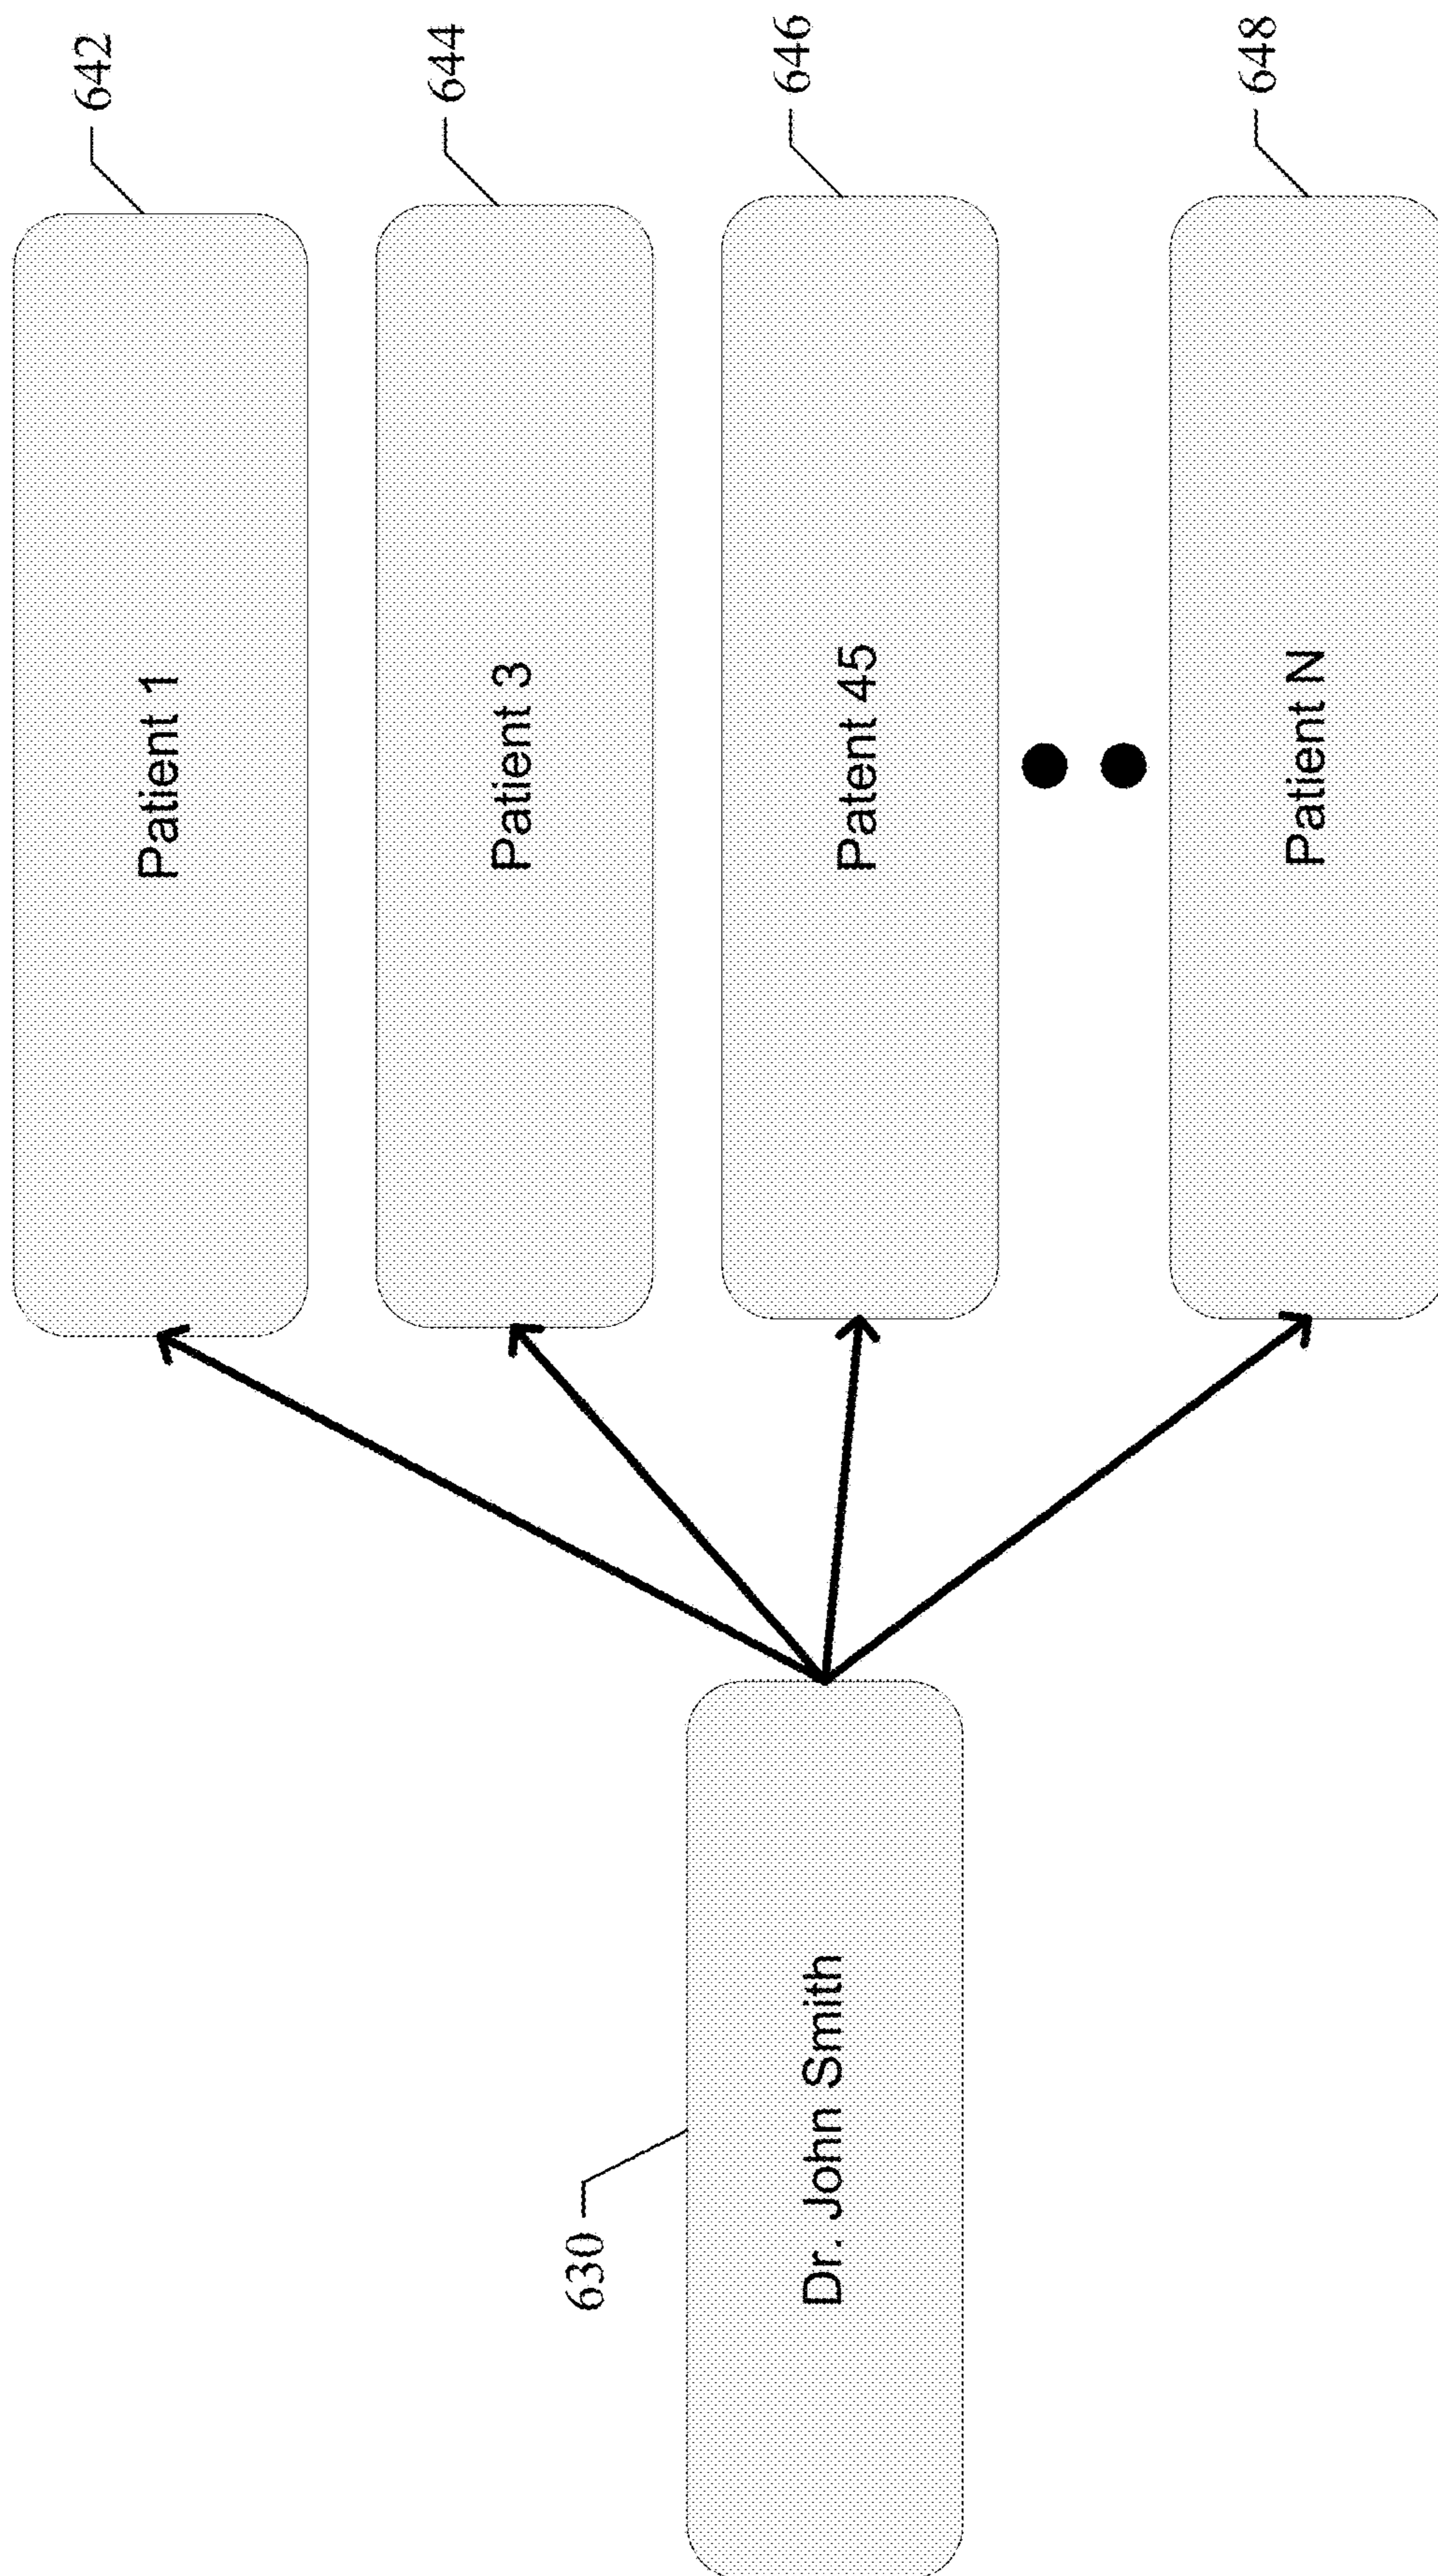 630
Dr. John Smith
Patient 1
642
Patient 3
644
Patent 45
646
Patient N
648